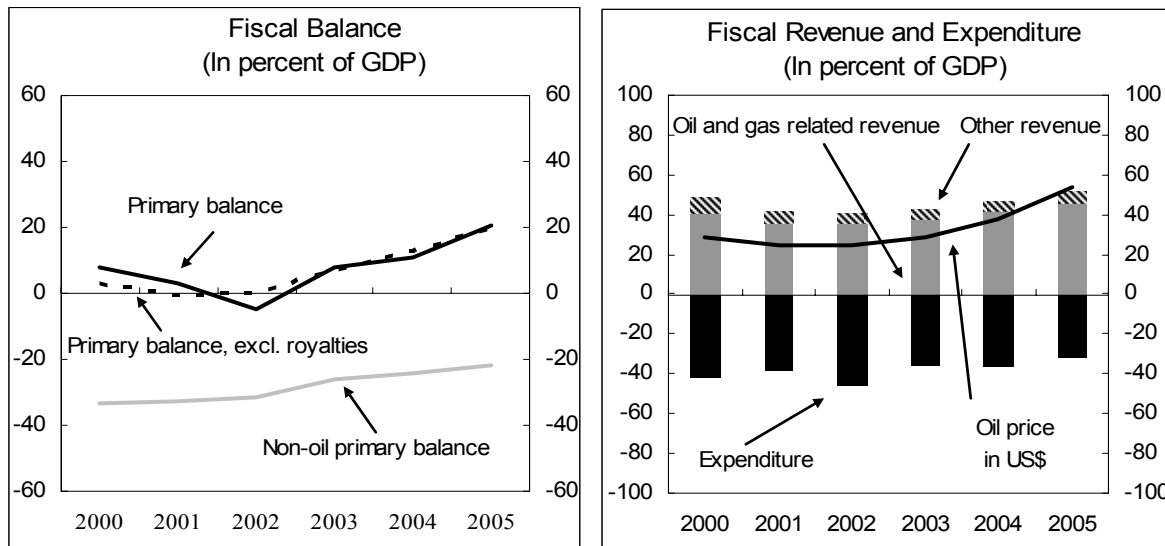 Fiscal Balance
(In percent of GDP)
60
40
20
0
-20
-40
-60
60
40
20
0
-20
-40
-60
Primary balance
Primary balance, excl. royalties
Non-oil primary balance
2000 2001 2002 2003 2004 2005
Fiscal Revenue and Expenditure
(In percent of GDP)
100
80
60
40
20
0
-20
-40
-60
-80
-100
100
80
60
40
20
0
-20
-40
-60
-80
-100
Oil and gas related revenue
Other revenue
Expenditure
Oil price
in US$
2000 2001 2002 2003 2004 2005